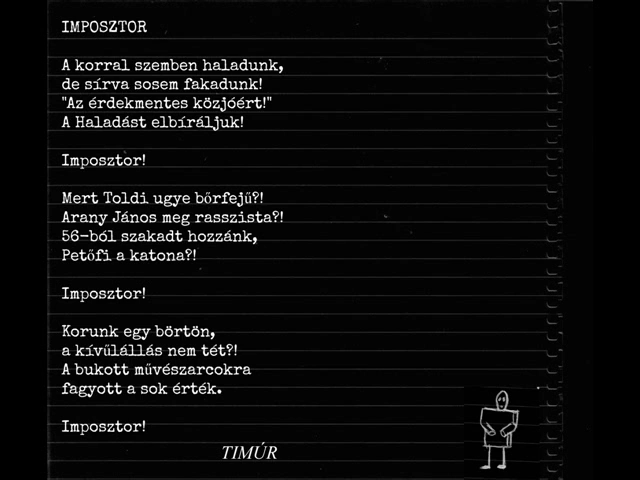 IMPOSZTOR
A korral szemben haladunk,
de sírva sosem fakadunk!
"Az érdekmentes közjóért!"
A Haladást elbíráljuk!
Imposztor!
Mert Toldi ugye bőrfejű?!
Arany János meg rasszista?!
56-ból szakadt hozzánk,
Petőfi a katona?!
Imposztor!
Korunk egy börtön,
a kívűlállás nem tét?!
A bukott művészarcokra
fagyott a sok érték.
Imposztor!
TIMÚR